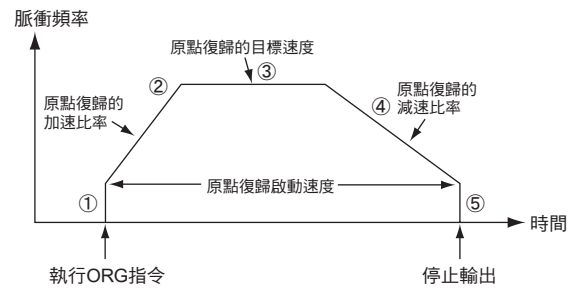 脈衝頻率
原點復歸的目標速度
③
②
原點復歸的
加速比率
④
原點復歸的
減速比率
原點復歸啟動速度
①
⑤
時間
執行ORG指令
停止輸出